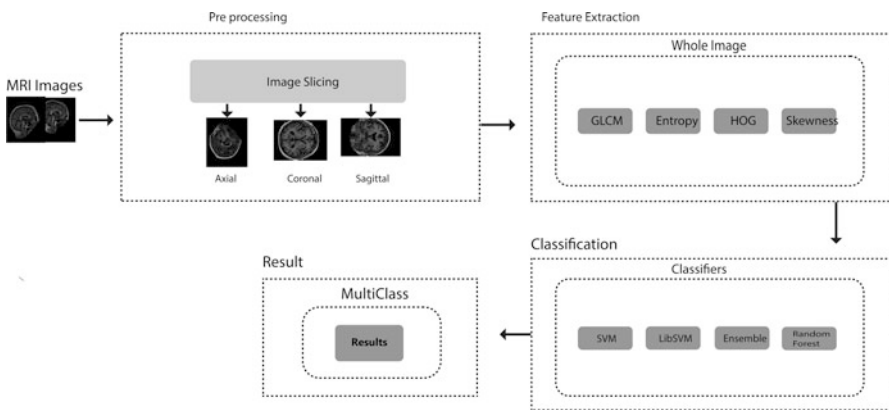 Pre processing
Feature Extraction
Whole Image
MRI Images
Image Slicing
GLCM
Entropy
HOG
Skewness
Axial
Coronal
Sagittal
Classification
Classifiers
Result
MultiClass
Results
SVM
LibSVM
Ensemble
Random
Forest